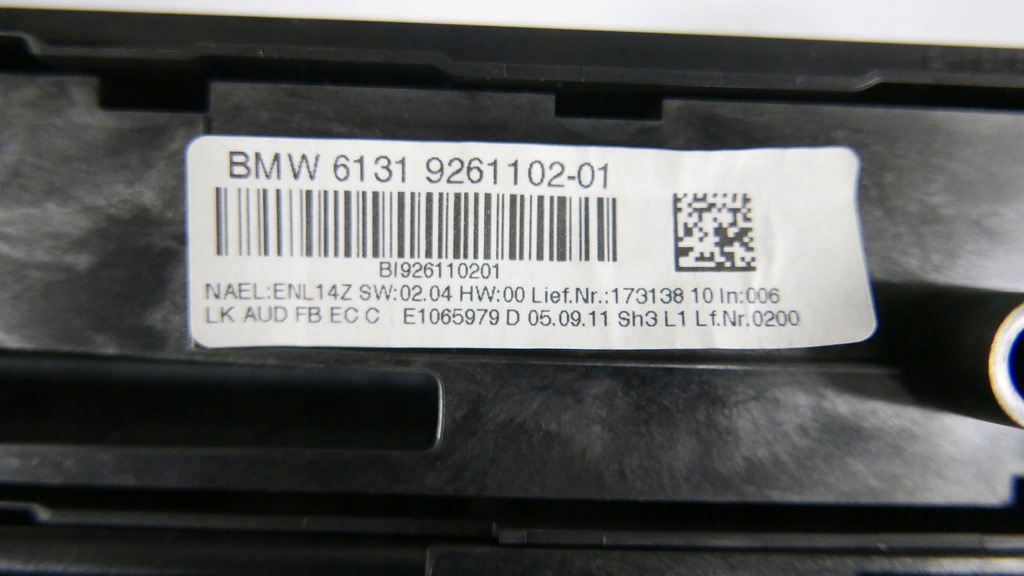 BMW 6131 9261102-01
BI926110201
NAEL:ENL14Z SW:02.04 HW:00 Lief.Nr.:173138 10 In:006
LK AUD FB EC C E1065979 D 05.09.11 Sh3 L1 Lf.Nr.0200